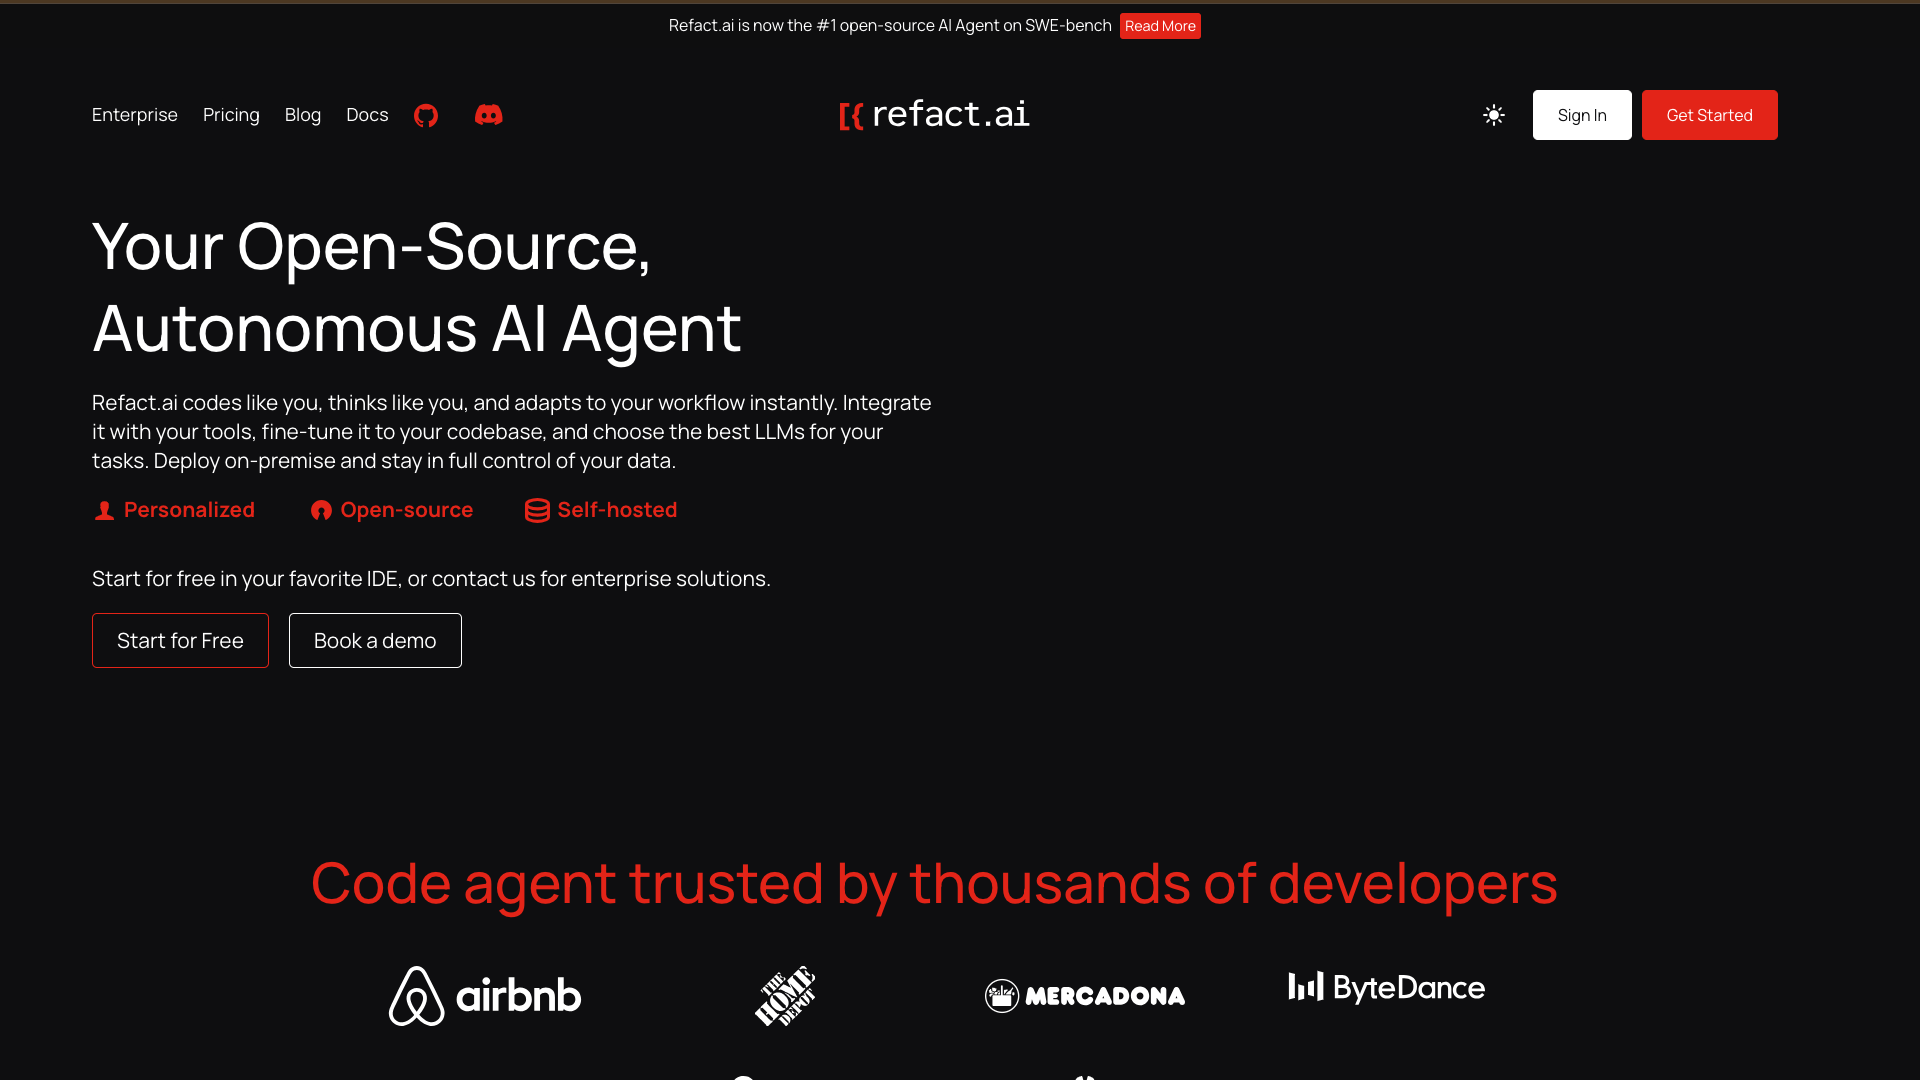 Refact.ai is now the #1 open-source AI Agent on SWE-bench Read More
Enterprise Pricing Blog Docs
refact.ai
Sign In Get Started
Your Open-Source,
Autonomous AI Agent
Refact.ai codes like you, thinks like you, and adapts to your workflow instantly. Integrate
it with your tools, fine-tune it to your codebase, and choose the best LLMs for your
tasks. Deploy on-premise and stay in full control of your data.
Personalized Open-source Self-hosted
Start for free in your favorite IDE, or contact us for enterprise solutions.
Start for Free Book a demo
Code agent trusted by thousands of developers
airbnb
THE
HOME
DEPOT
MERCADONA
ByteDance